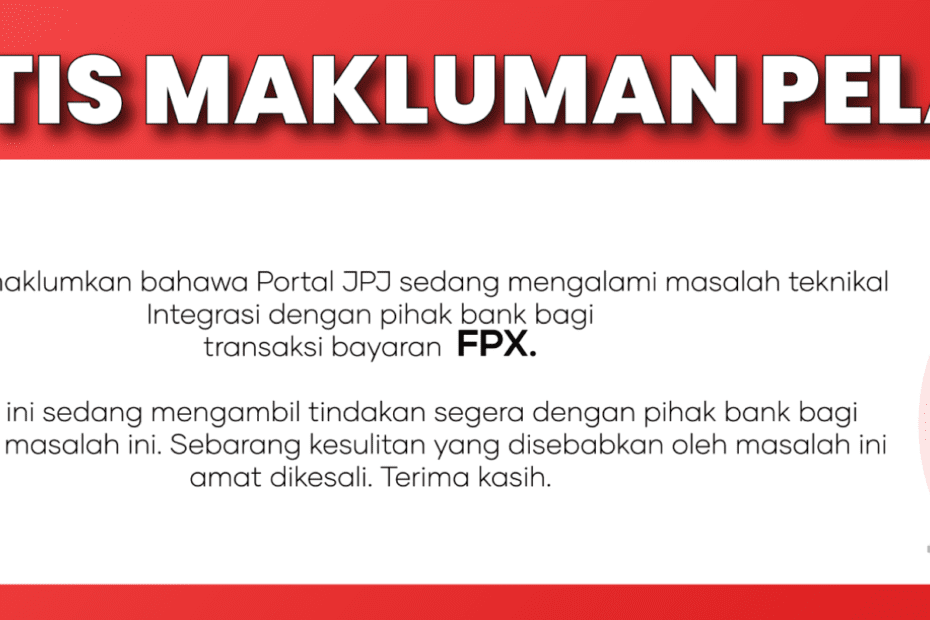 TIS MAKLUMAN PELA
aklumkan bahawa Portal JPJ sedang mengalami masalah teknikal
Integrasi dengan pihak bank bagi
transaksi bayaran FPX.
ini sedang mengambil tindakan segera dengan pihak bank bagi
masalah ini. Sebarang kesulitan yang disebabkan oleh masalah ini
amat dikesali. Terima kasih.